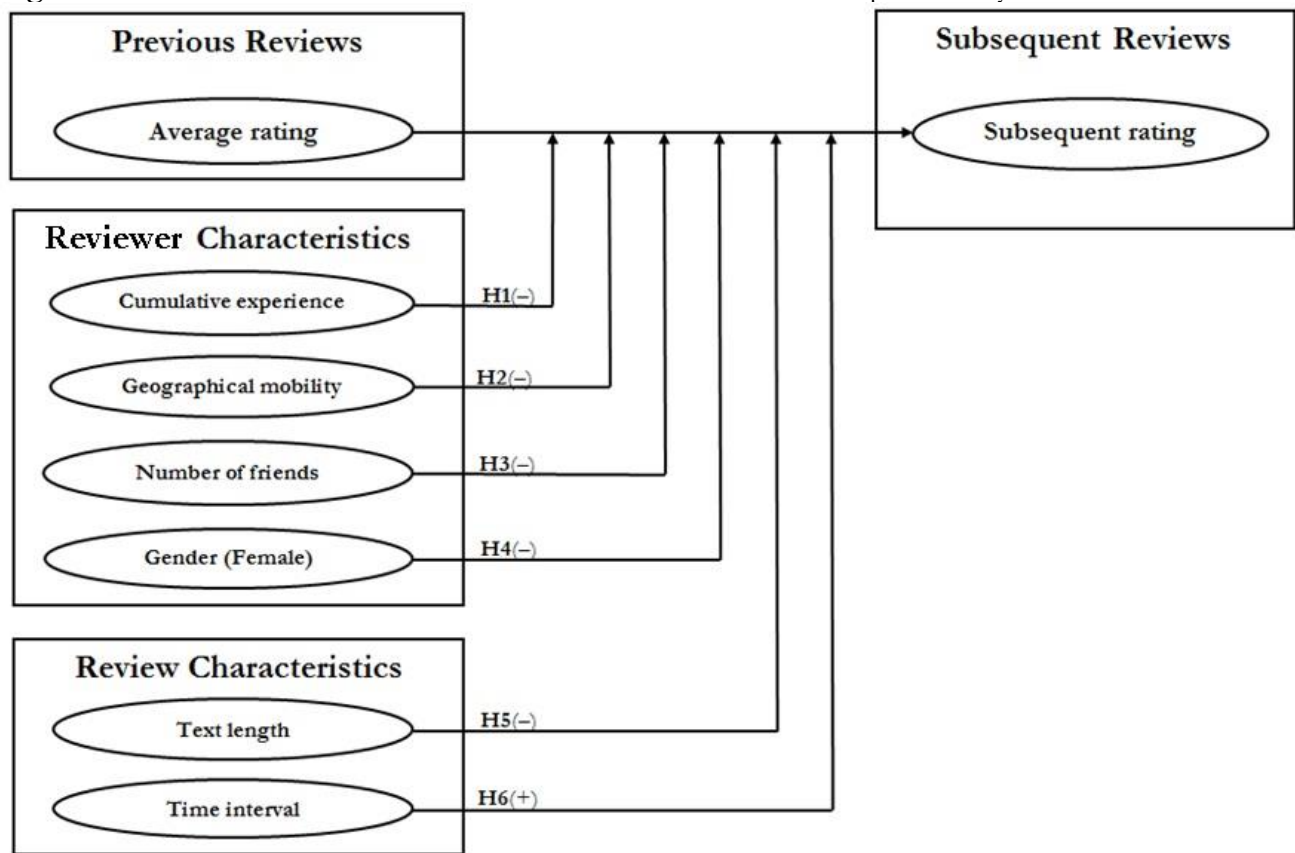 Previous Reviews
Average rating
Subsequent Reviews
Subsequent rating
Reviewer Characteristics
Cumulative experience
H1(–)
Geographical mobility
H2(–)
Number of friends
H3(–)
Gender (Female)
H4(–)
Review Characteristics
Text length
H5(–)
Time interval
H6(+)